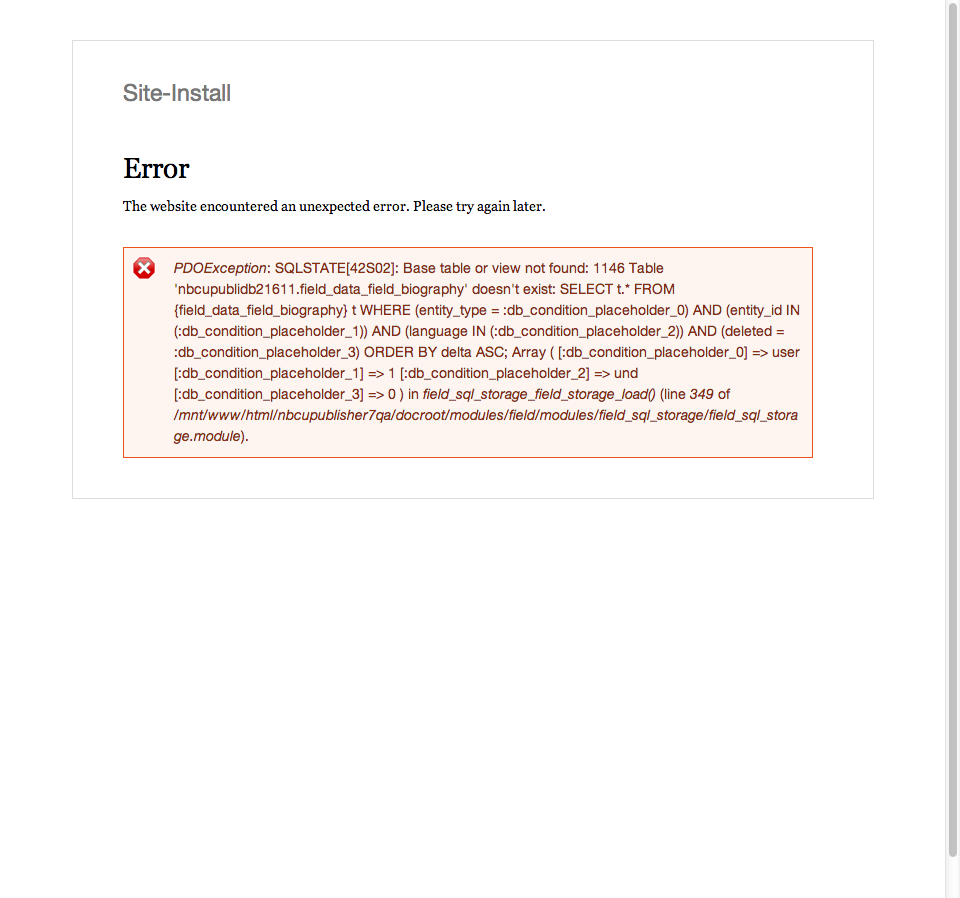 Site-Install
Error
The website encountered an unexpected error. Please try again later.
PDOException: SQLSTATE[42S02]: Base table or view not found: 1146 Table
'nbcupublidb21611.field_data_field_biography' doesn't exist: SELECT t.* FROM
{field_data_field_biography} t WHERE (entity_type = :db_condition_placeholder_0) AND (entity_id IN
(:db_condition_placeholder_1)) AND (language IN (:db_condition_placeholder_2)) AND (deleted =
:db_condition_placeholder_3) ORDER BY delta ASC; Array ( [:db_condition_placeholder_0] => user
[:db_condition_placeholder_1] => 1 [:db_condition_placeholder_2] => und
[:db_condition_placeholder_3] => 0 ) in field_sql_storage_field_storage_load() (line 349 of
/mnt/www/html/nbcupublisher7qa/docroot/modules/field/modules/field_sql_storage/field_sql_stora
ge.module).